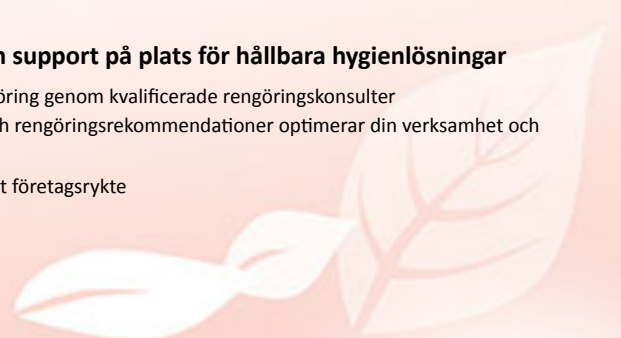 support på plats för hållbara hygienlösningar
öring genom kvalificerade rengöringskonsulter
rengöringsrekommendationer optimerar din verksamhet och
företagsrykte